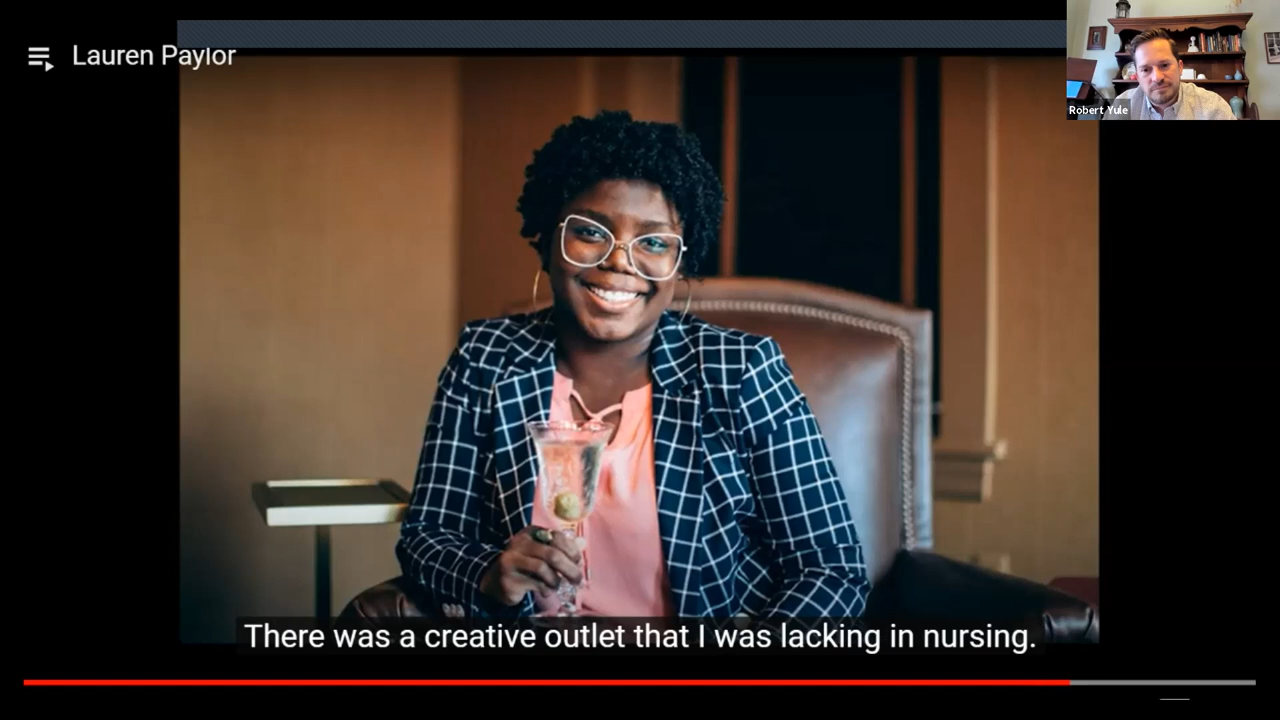 Lauren Paylor
Robert Yule
There was a creative outlet that I was lacking in nursing.